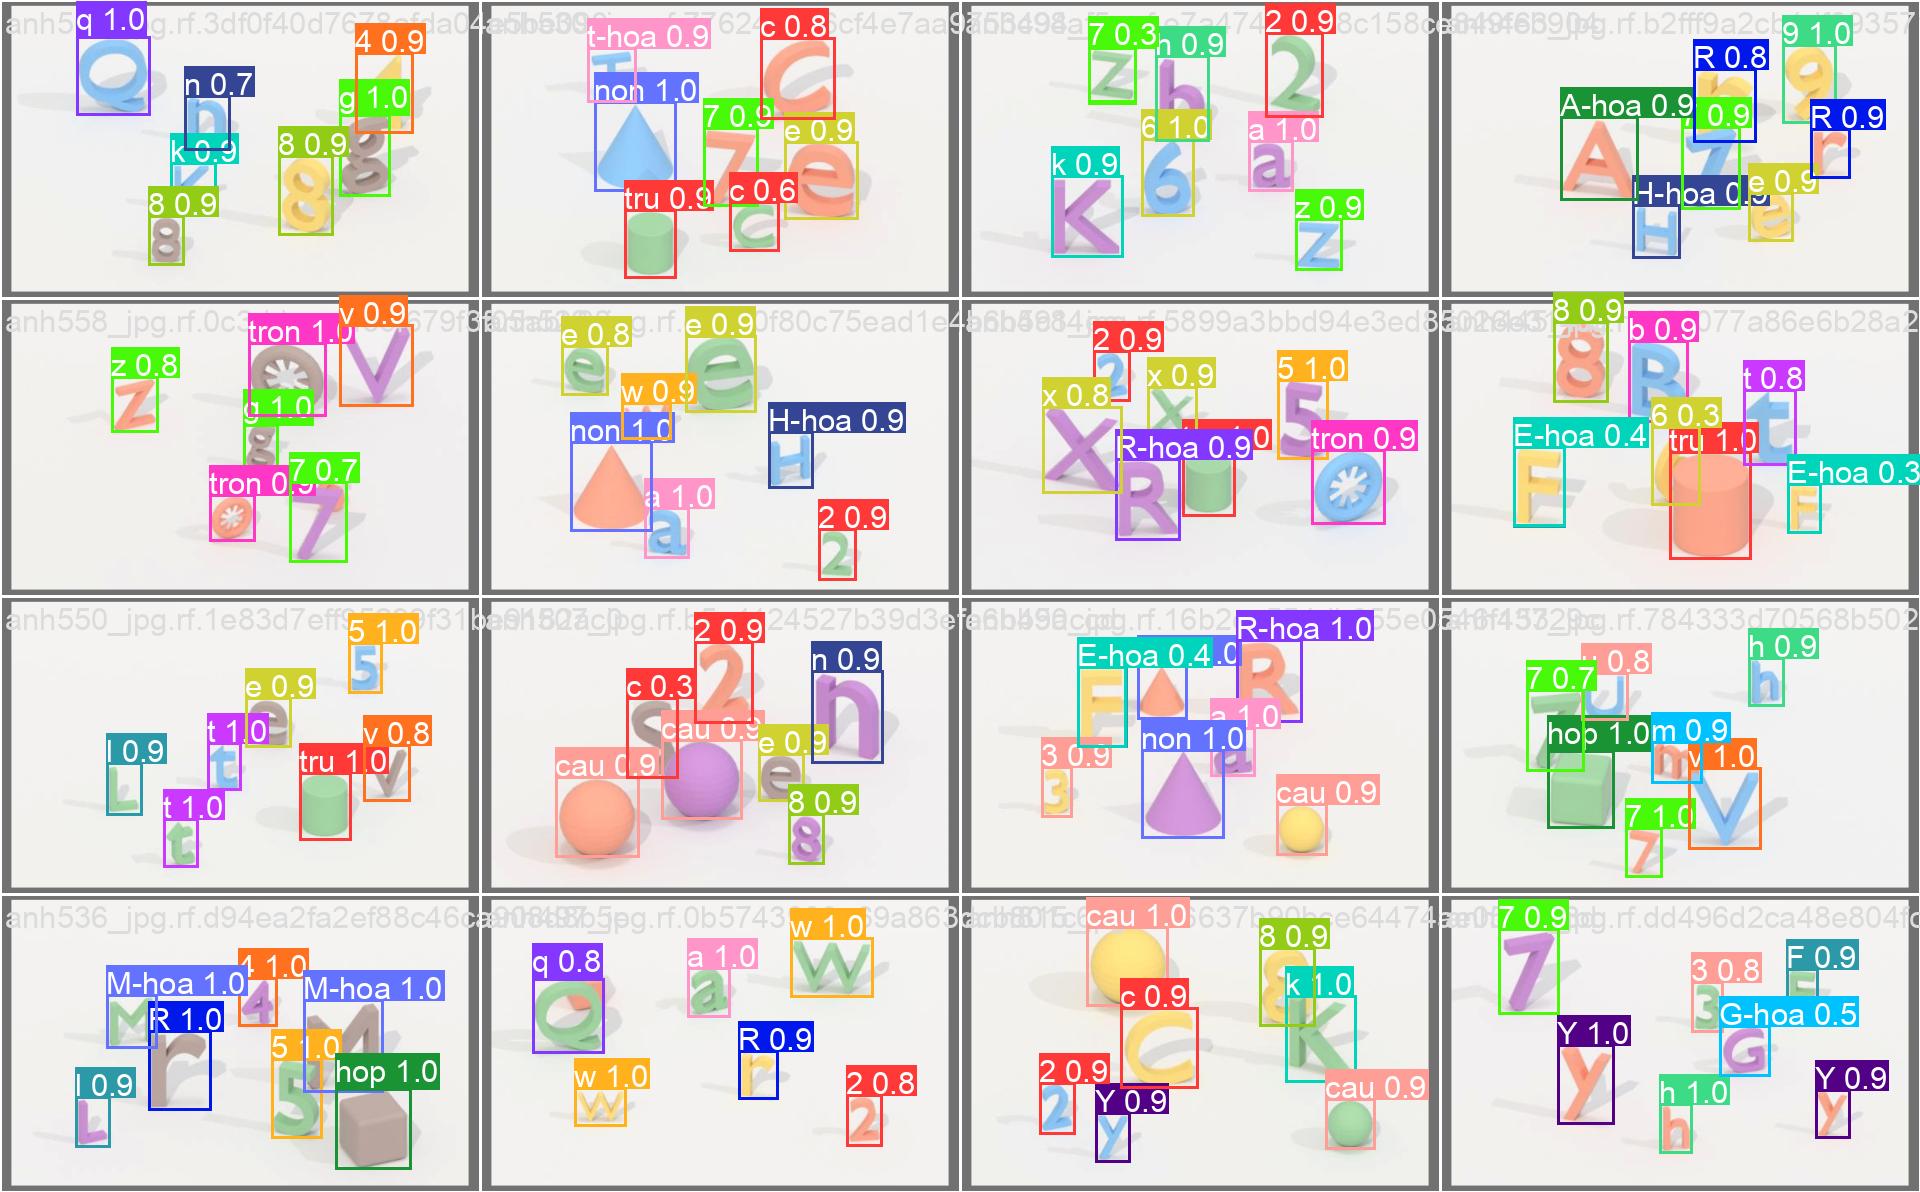 q 1.0
4 0.9
n 0.7
g 1.0
k 0.9
8 0.9
8 0.9
t-hoa 0.9
c 0.8
non 1.0
7 0.9
e 0.9
tru 0.9
c 0.6
7 0.3
h 0.9
2 0.9
6 1.0
a 1.0
k 0.9
z 0.9
9 1.0
R 0.8
A-hoa 0.9
R 0.9
H-hoa 0.9
e 0.9
tron 1.0
v 0.9
z 0.8
g 1.0
tron 0.9
7 0.7
e 0.8
e 0.9
w 0.9
non 1.0
H-hoa 0.9
a 1.0
2 0.9
2 0.9
x 0.8
x 0.9
5 1.0
R-hoa 0.9
tron 0.9
8 0.9
b 0.9
t 0.8
6 0.3
E-hoa 0.4
tru 1.0
E-hoa 0.3
5 1.0
e 0.9
t 1.0
l 0.9
tru 1.0
v 0.8
t 1.0
2 0.9
n 0.9
c 0.3
cau 0.9
e 0.9
cau 0.9
8 0.9
R-hoa 1.0
E-hoa 0.4
a 1.0
non 1.0
3 0.9
cau 0.9
h 0.9
u 0.8
7 0.7
hop 1.0
m 0.9
v 1.0
7 1.0
M-hoa 1.0
4 1.0
M-hoa 1.0
R 1.0
5 1.0
hop 1.0
l 0.9
w 1.0
a 1.0
q 0.8
R 0.9
w 1.0
2 0.8
cau 1.0
8 0.9
c 0.9
k 1.0
2 0.9
Y 0.9
cau 0.9
7 0.9
F 0.9
3 0.8
G-hoa 0.5
Y 1.0
h 1.0
Y 0.9